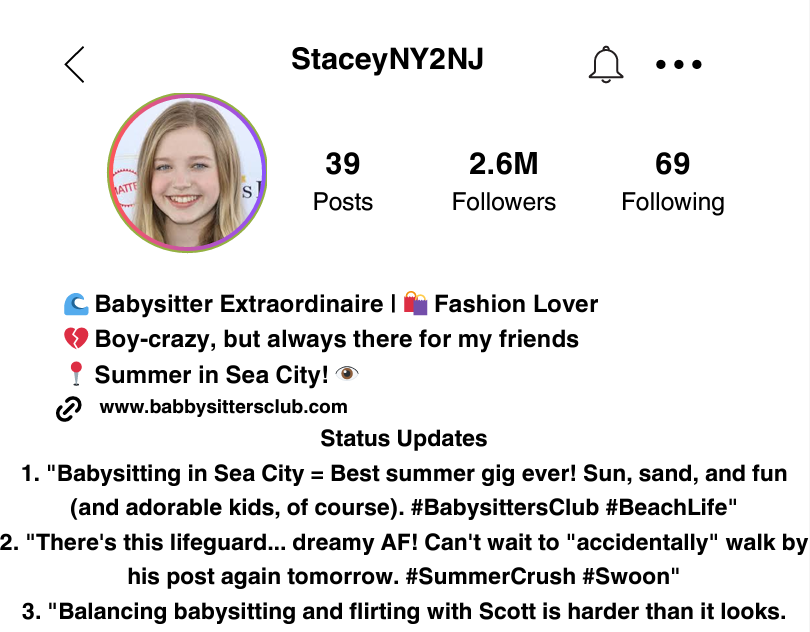 StaceyNY2NJ
39
2.6M
69
Posts
Followers
Following
MATTE
s
🌊 Babysitter Extraordinaire | 🛍️ Fashion Lover
💔 Boy-crazy, but always there for my friends
📍 Summer in Sea City! 👁️
www.babbysittersclub.com
Status Updates
1. "Babysitting in Sea City = Best summer gig ever! Sun, sand, and fun
(and adorable kids, of course). #BabysittersClub #BeachLife"
2. "There's this lifeguard... dreamy AF! Can't wait to "accidentally" walk by
his post again tomorrow. #SummerCrush #Swoon"
3. "Balancing babysitting and flirting with Scott is harder than it looks.